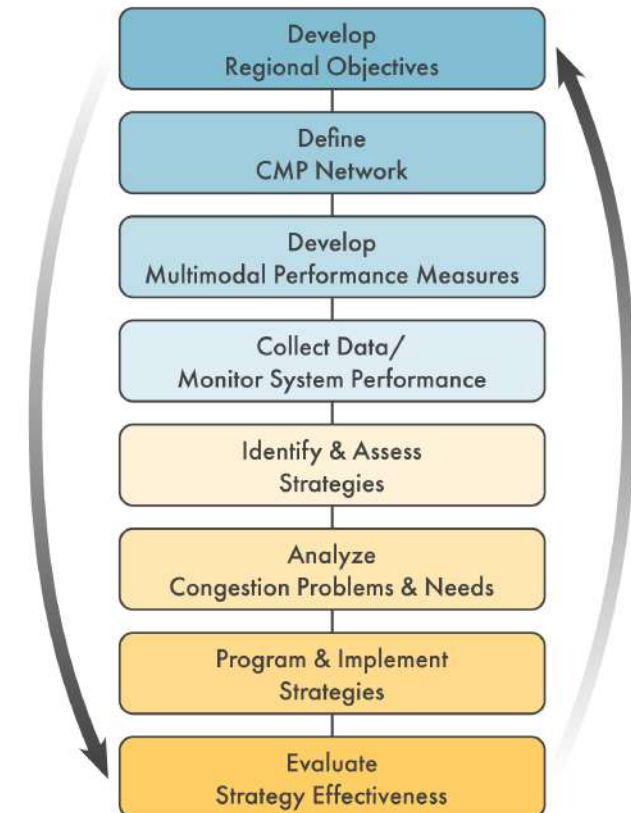 Develop
Regional Objectives
Define
CMP Network
Develop
Multimodal Performance Measures
Collect Data/
Monitor System Performance
Identify & Assess
Strategies
Analyze
Congestion Problems & Needs
Program & Implement
Strategies
Evaluate
Strategy Effectiveness